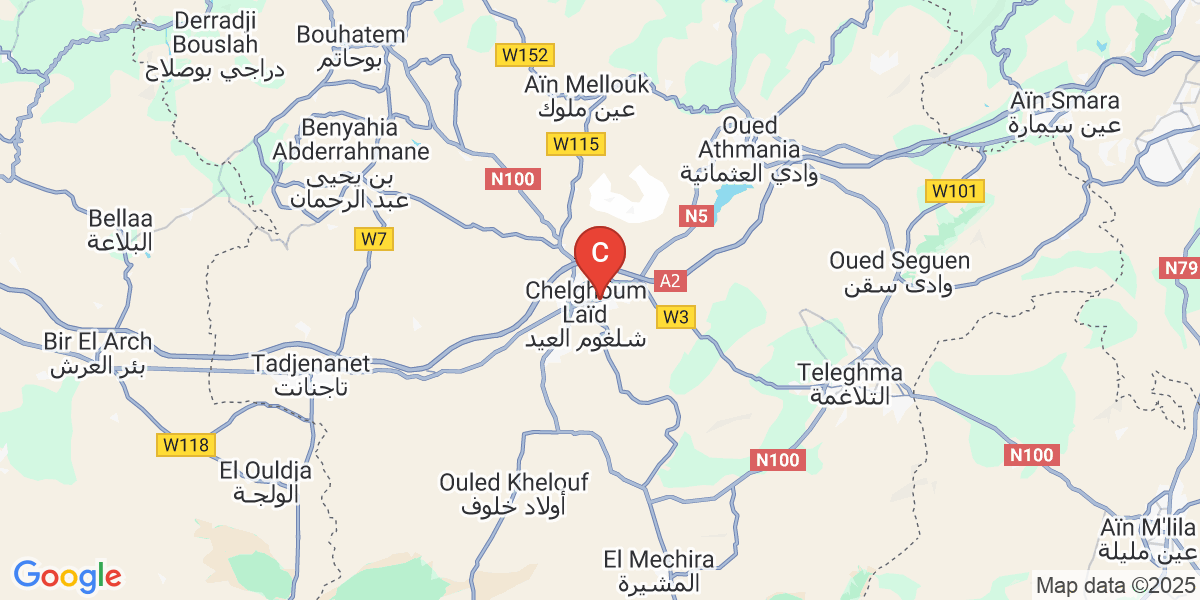 Derradji
Bouslah
دراجي بوصلاح
Bouhatem
بوحاتم
W152
Aïn Mellouk
عين ملوك
W115
Oued
Athmania
وادي العثمانية
Aïn Smara
عين سمارة
Benyahia
Abderrahmane
بن يحيى
عبد الرحمان
N100
W101
N5
Bellaa
البلاعة
W7
C
Oued Seguen
وادى سقن
N79
A2
Chelghoum
Laïd
شلغوم العيد
W3
Bir El Arch
بئر العرش
Tadjenanet
تاجنانت
Teleghma
التلاغمة
W118
N100
N100
El Ouldja
الولجة
Ouled Khelouf
أولاد خلوف
Aïn M'lila
عين مليلة
El Mechira
المشيرة
Google
Map data ©2025